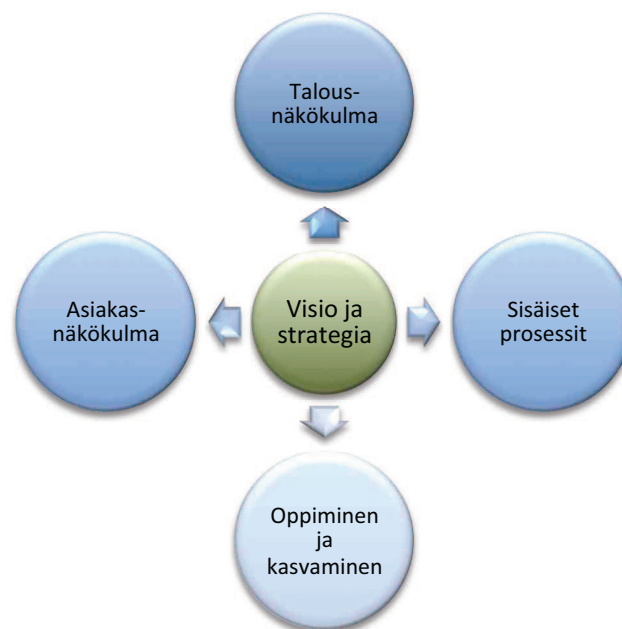 Talous-
näkökulma
Asiakas-
näkökulma
Visio ja
strategia
Sisäiset
prosessit
Oppiminen
ja
kasvaminen